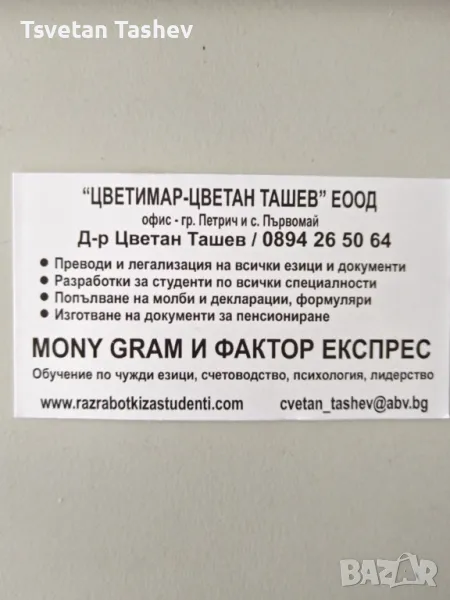 Tsvetan Tashev
"ЦВЕТИМАР-ЦВЕТАН ТАШЕВ" ЕООД
офис - гр. Петрич и с. Първомай
Д-р Цветан Ташев / 0894 26 50 64
● Преводи и легализация на всички езици и документи
● Разработки за студенти по всички специалности
● Попълване на молби и декларации, формуляри
● Изготване на документи за пенсиониране
MONY GRAM И ФАКТОР ЕКСПРЕС
Обучение по чужди езици, счетоводство, психология, лидерство
www.razrabotkizastudenti.com cvetan_tashev@abv.bg
BAZAR